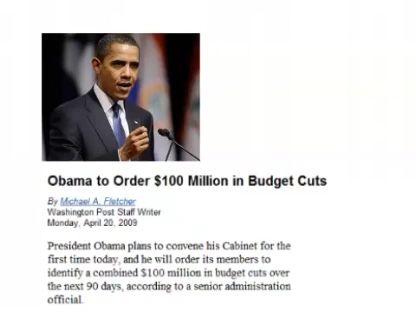 Obama to Order $100 Million in Budget Cuts
By Michael A. Fletcher
Washington Post Staff Writer
Monday, April 20, 2009
President Obama plans to convene his Cabinet for the
first time today, and he will order its members to
identify a combined $100 million in budget cuts over
the next 90 days, according to a senior administration
official.